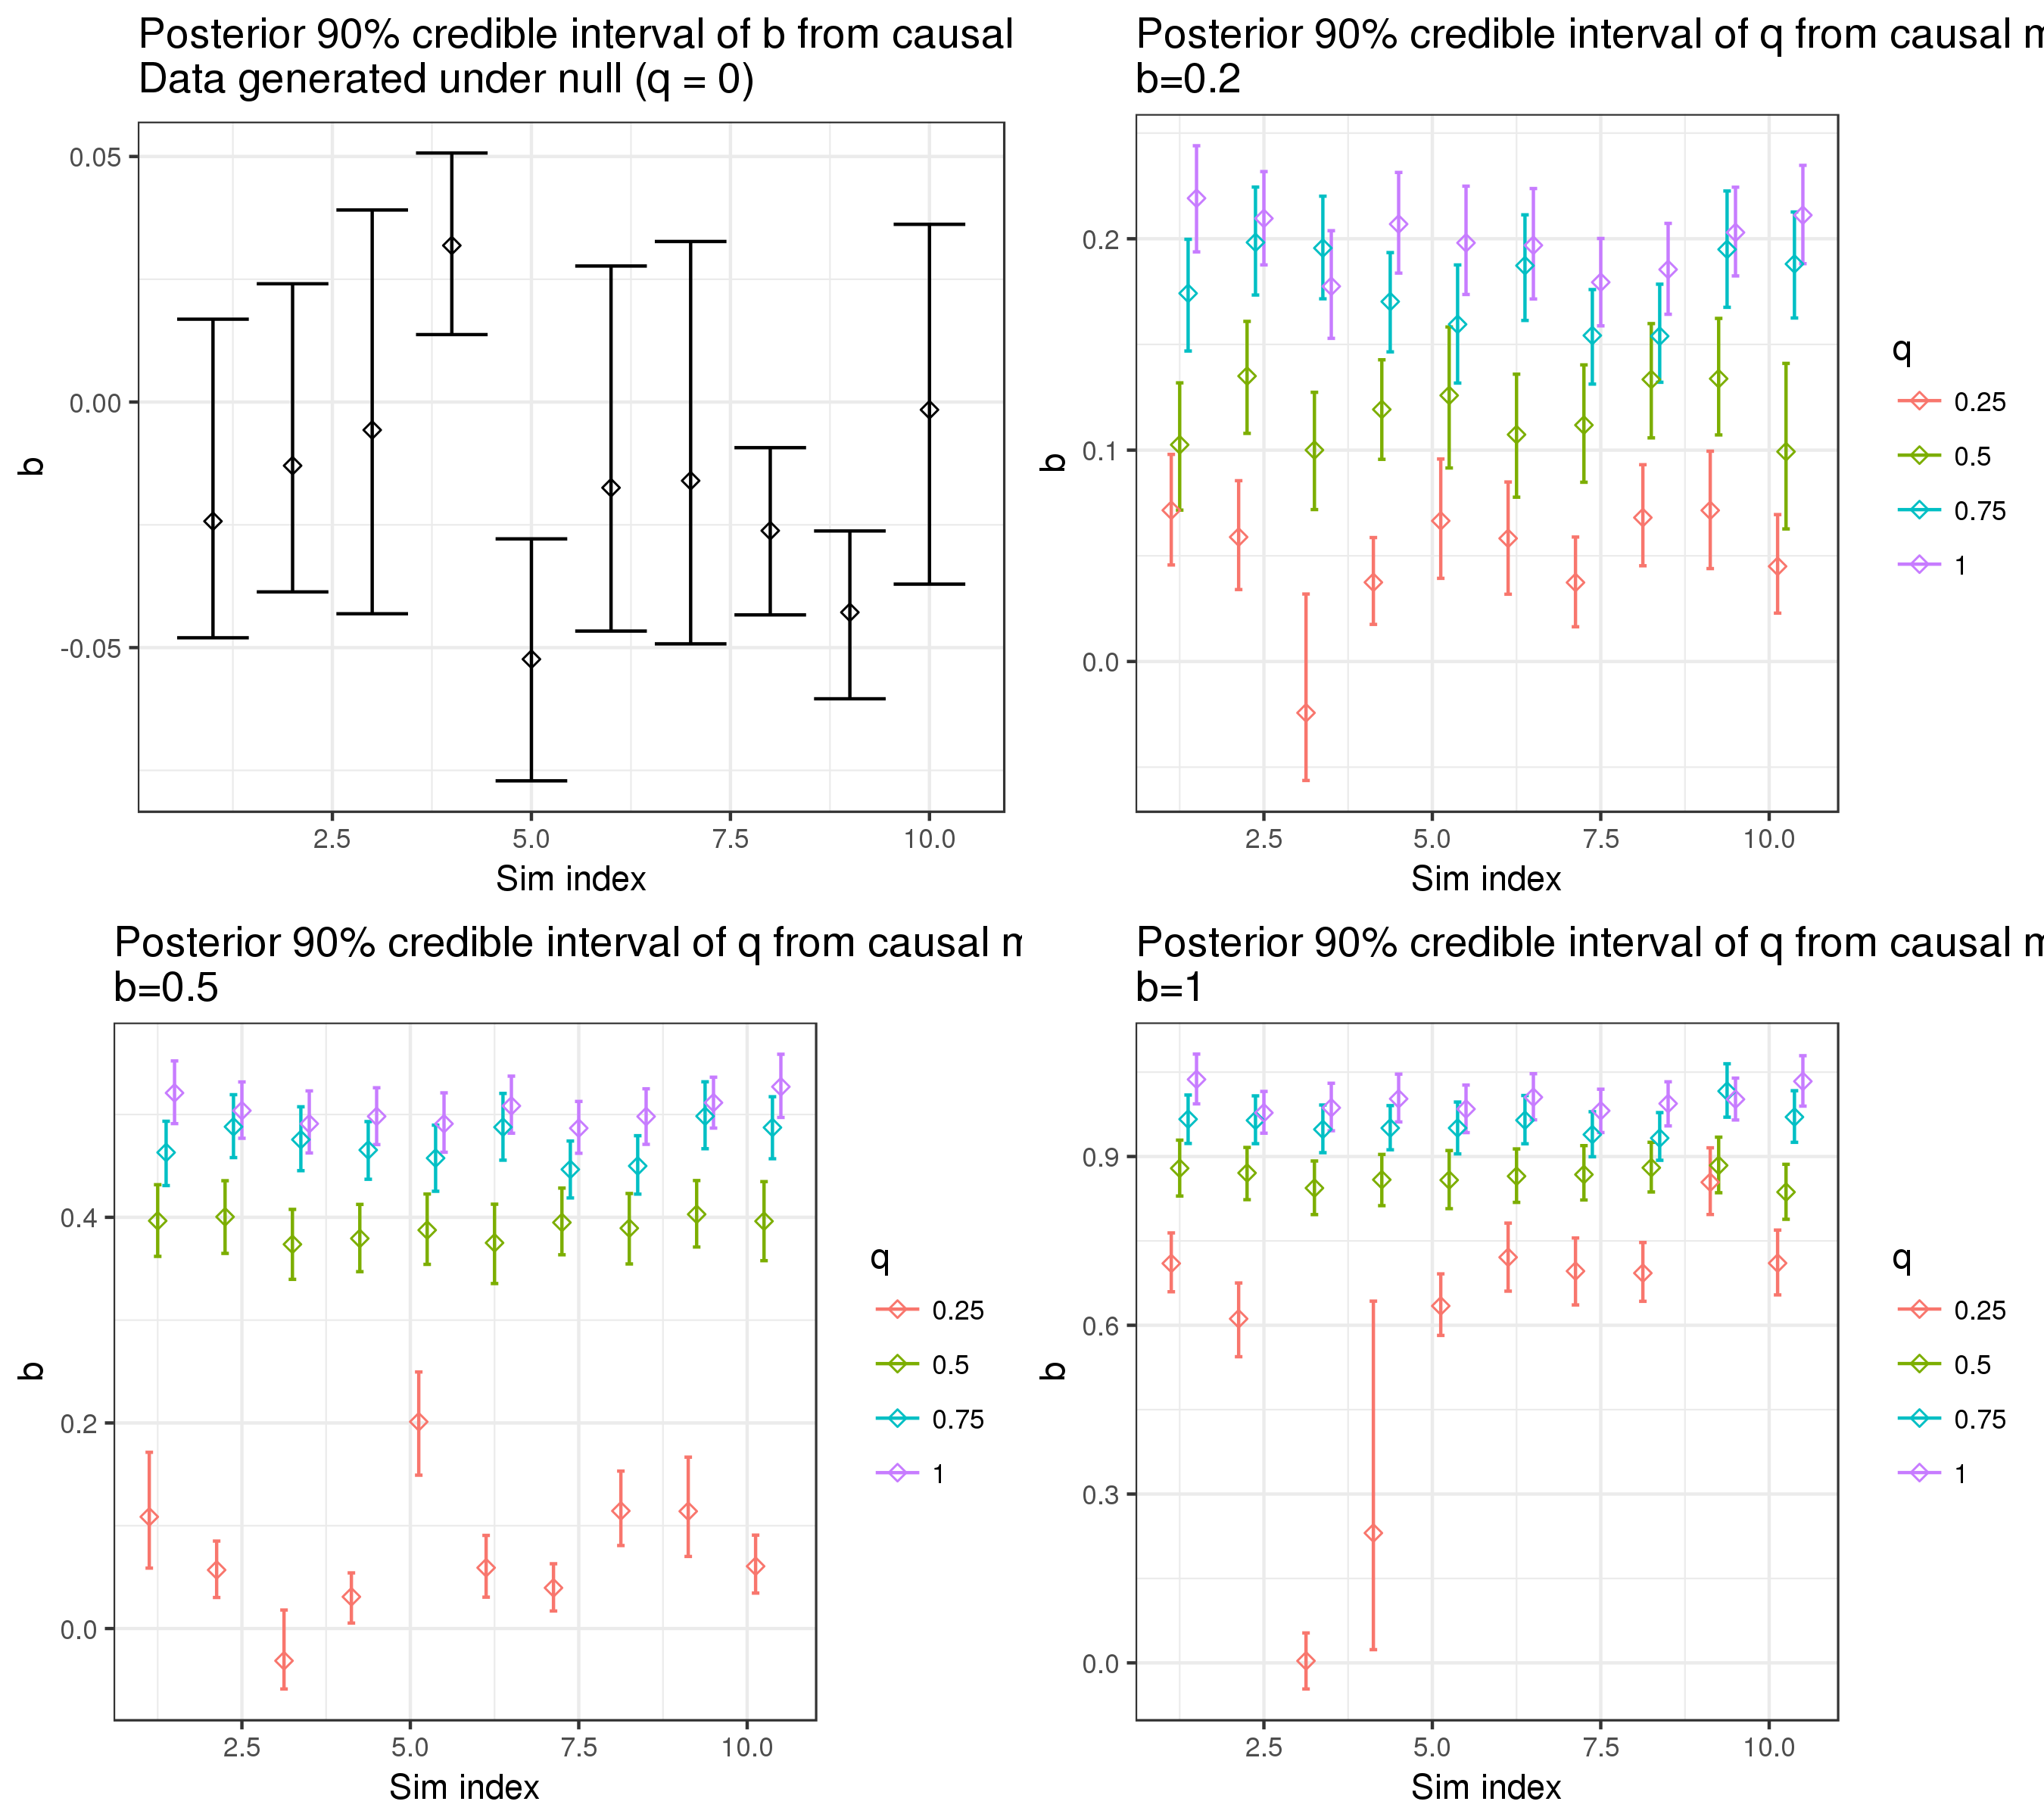 Posterior 90% credible interval of b from causal
Data generated under null (q = 0)
0.05
0.00
-0.05
b
2.5
5.0
7.5
10.0
Sim index
Posterior 90% credible interval of q from causal m
b=0.2
0.2
0.1
0.0
b
2.5
5.0
7.5
10.0
Sim index
q
0.25
0.5
0.75
1
Posterior 90% credible interval of q from causal m
b=0.5
0.4
0.2
0.0
b
2.5
5.0
7.5
10.0
Sim index
q
0.25
0.5
0.75
1
Posterior 90% credible interval of q from causal m
b=1
0.9
0.6
0.3
0.0
b
2.5
5.0
7.5
10.0
Sim index
q
0.25
0.5
0.75
1